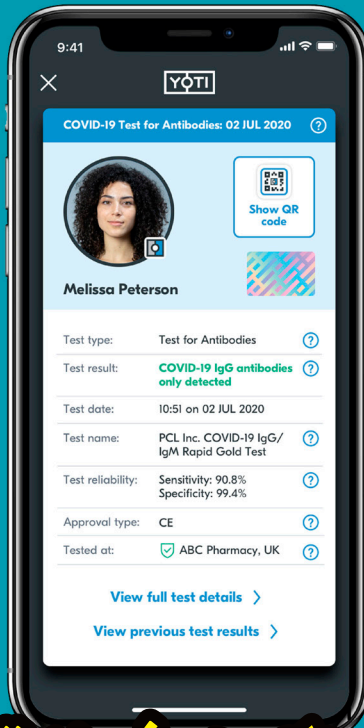 9:41
YOTI
COVID-19 Test for Antibodies: 02 JUL 2020 ?
Show QR
code
Melissa Peterson
Test type: Test for Antibodies ?
Test result: COVID-19 IgG antibodies ?
only detected
Test date: 10:51 on 02 JUL 2020
Test name: PCL Inc. COVID-19 IgG/ ?
IgM Rapid Gold Test
Test reliability: Sensitivity: 90.8% ?
Specificity: 99.4%
Approval type: CE ?
Tested at: ABC Pharmacy, UK ?
View full test details
View previous test results